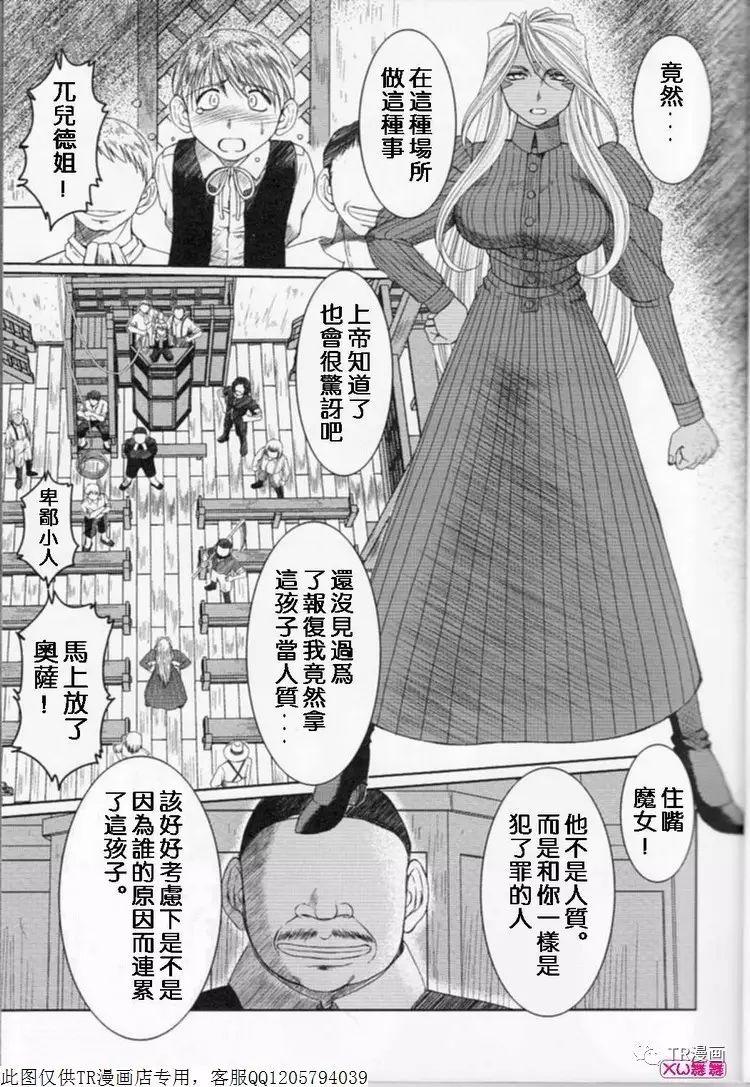 竟然...
在這種場所
做這種事
兀兒德姐！
上帝知道了
也會很驚訝吧
還沒見過爲
了報復我竟然拿
這孩子當人質...
卑鄙小人
馬上放了
奧薩！
住嘴
魔女！
他不是人質。
而是和你一樣是
犯了罪的人
該好好考慮下是不是
因為誰的原因而連累
了這孩子。
TR漫画
此图仅供TR漫画店专用，客服QQ1205794039